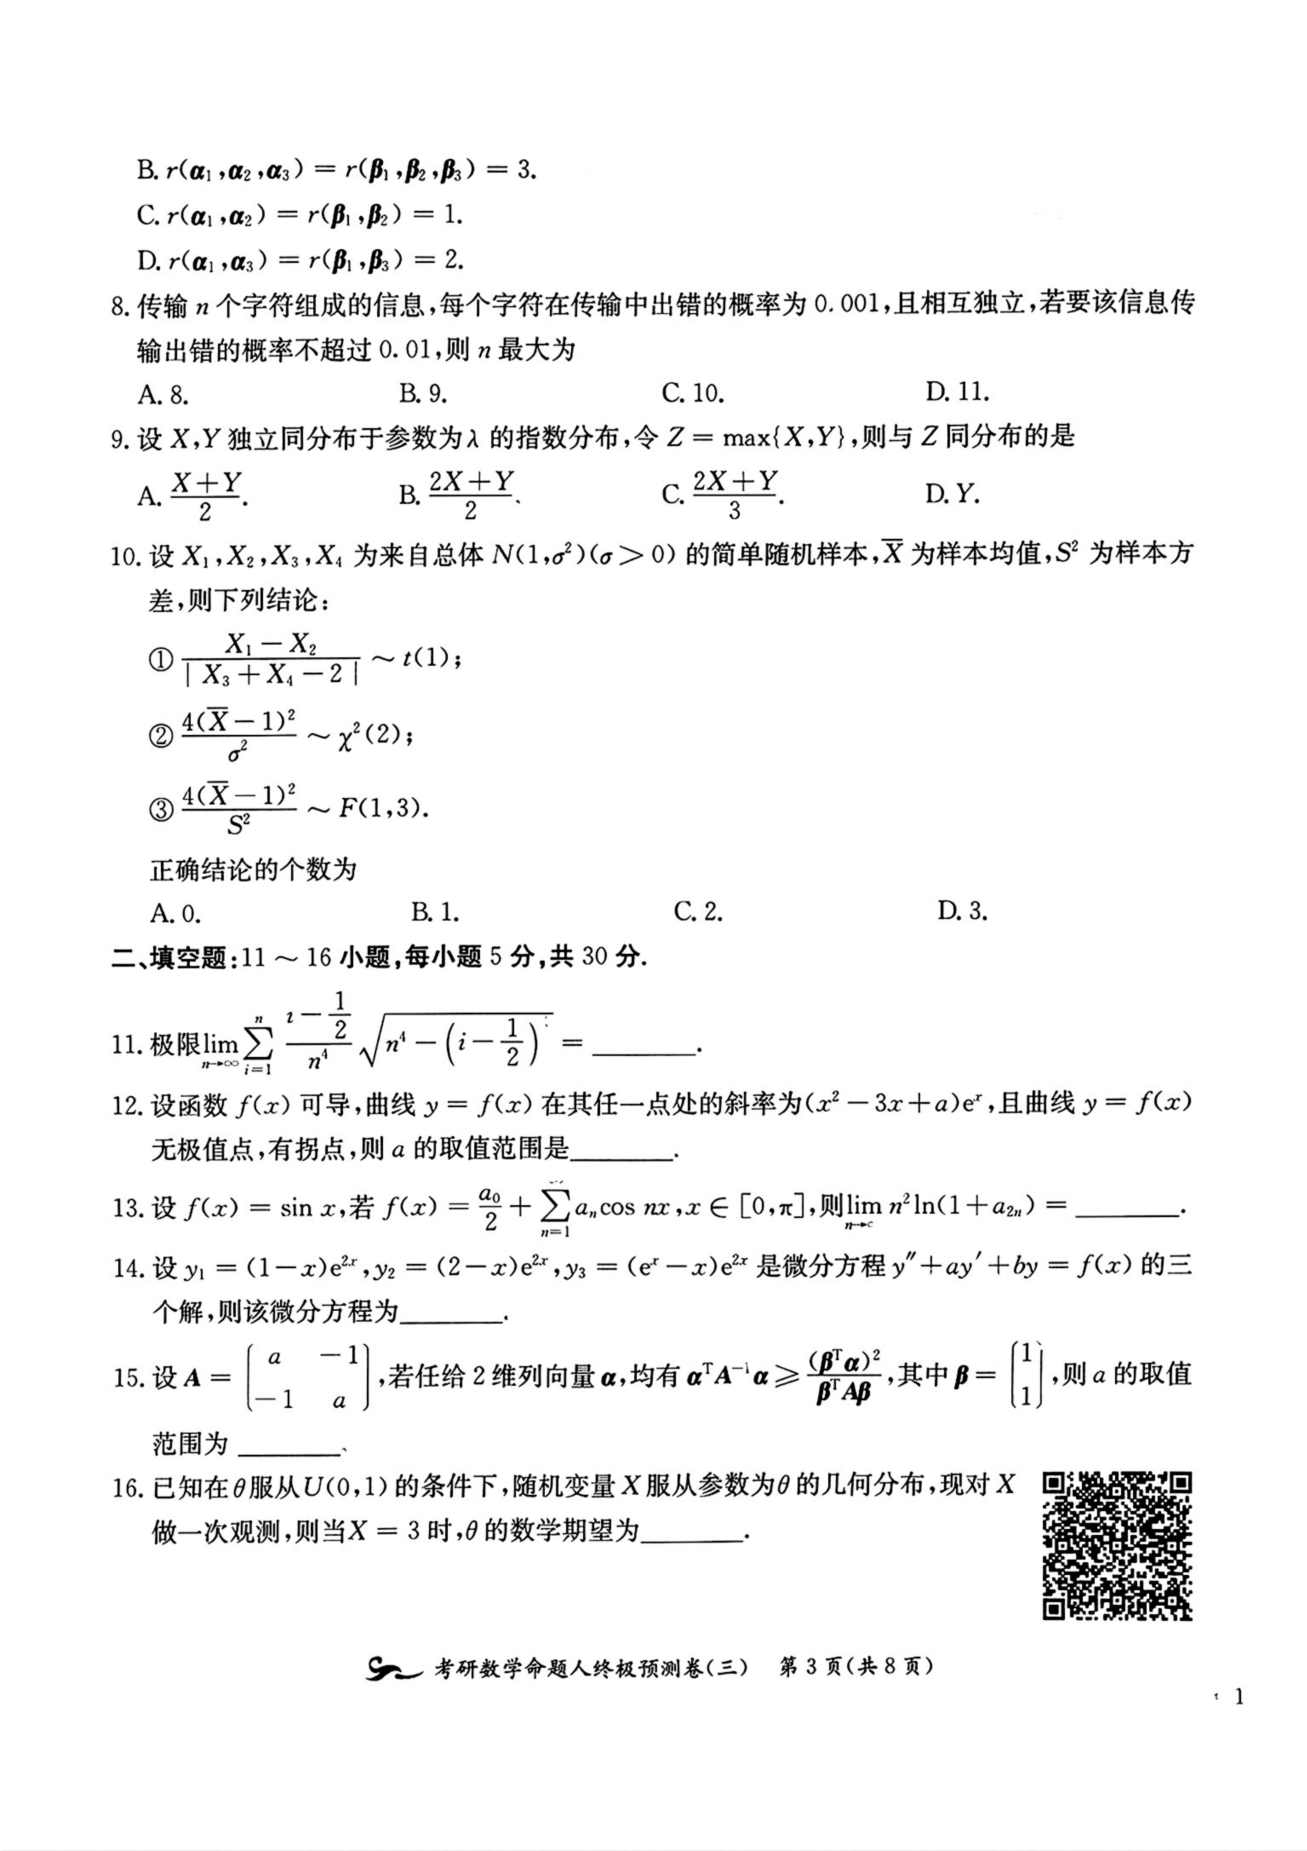 B. r(α₁,α₂,α₃) = r(β₁,β₂,β₃) = 3.
C. r(α₁,α₂) = r(β₁,β₂) = 1.
D. r(α₁,α₃) = r(β₁,β₃) = 2.
8. 传输 n 个字符组成的信息,每个字符在传输中出错的概率为 0.001,且相互独立,若要该信息传
输出错的概率不超过 0.01,则 n 最大为
A. 8. B. 9. C. 10. D. 11.
9. 设 X,Y 独立同分布于参数为 λ 的指数分布,令 Z = max{X,Y},则与 Z 同分布的是
A. (X+Y)/2. B. (2X+Y)/2. C. (2X+Y)/3. D. Y.
10. 设 X₁,X₂,X₃,X₄ 为来自总体 N(1,σ²)(σ > 0) 的简单随机样本,X̅ 为样本均值,S² 为样本方
差,则下列结论:
① (X₁ − X₂)/|X₃ + X₄ − 2| ~ t(1);
② 4(X̅ − 1)²/σ² ~ χ²(2);
③ 4(X̅ − 1)²/S² ~ F(1,3).
正确结论的个数为
A. 0. B. 1. C. 2. D. 3.
二、填空题:11 ~ 16 小题,每小题 5 分,共 30 分.
11. 极限 lim_{n→∞} ∑_{i=1}^{n} (i − 1/2)/n⁴ √(n⁴ − (i − 1/2)) = ______.
12. 设函数 f(x) 可导,曲线 y = f(x) 在其任一点处的斜率为(x² − 3x + a)eˣ,且曲线 y = f(x)
无极值点,有拐点,则 a 的取值范围是______.
13. 设 f(x) = sin x,若 f(x) = a₀/2 + ∑_{n=1} aₙcos nx, x ∈ [0,π],则 lim n²ln(1 + a₂ₙ) = ______.
14. 设 y₁ = (1 − x)e²ˣ, y₂ = (2 − x)e²ˣ, y₃ = (eˣ − x)e²ˣ 是微分方程 y″ + ay′ + by = f(x) 的三
个解,则该微分方程为______.
15. 设 A = (a −1; −1 a),若任给 2 维列向量 α,均有 αᵀA⁻¹α ⩾ (βᵀα)²/(βᵀAβ),其中 β = (1; 1),则 a 的取值
范围为 ______.
16. 已知在 θ 服从 U(0,1) 的条件下,随机变量 X 服从参数为 θ 的几何分布,现对 X
做一次观测,则当 X = 3 时,θ 的数学期望为______.
考研数学命题人终极预测卷(三) 第 3 页(共 8 页)
1